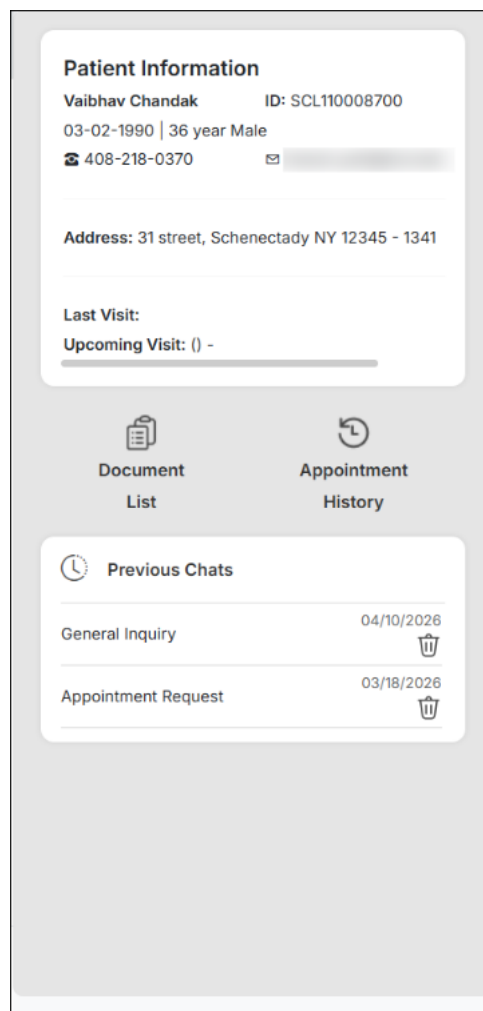 Patient Information
Vaibhav Chandak ID: SCL110008700
03-02-1990 | 36 year Male
408-218-0370
Address: 31 street, Schenectady NY 12345 - 1341
Last Visit:
Upcoming Visit: () -
Document List
Appointment History
Previous Chats
General Inquiry 04/10/2026
Appointment Request 03/18/2026